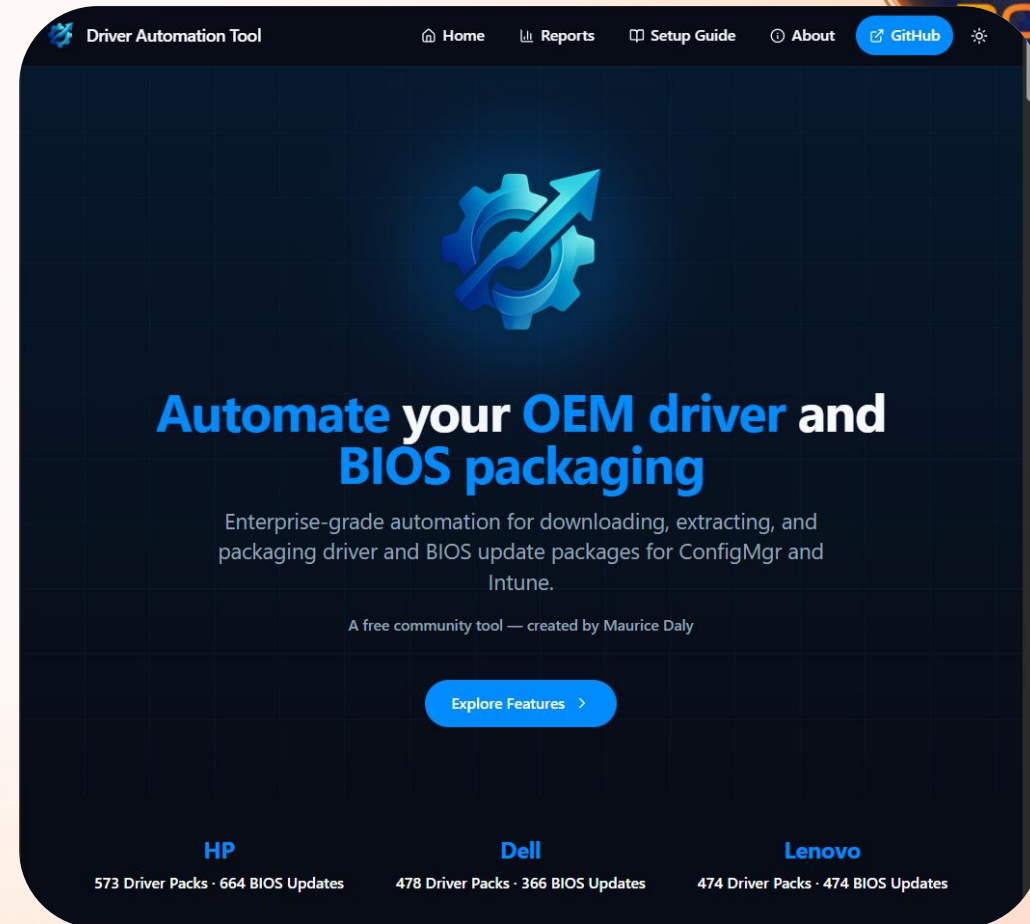 Driver Automation Tool
Home
Reports
Setup Guide
About
GitHub
Automate your OEM driver and
BIOS packaging
Enterprise-grade automation for downloading, extracting, and
packaging driver and BIOS update packages for ConfigMgr and
Intune.
A free community tool — created by Maurice Daly
Explore Features
HP
Dell
Lenovo
573 Driver Packs · 664 BIOS Updates
478 Driver Packs · 366 BIOS Updates
474 Driver Packs · 474 BIOS Updates